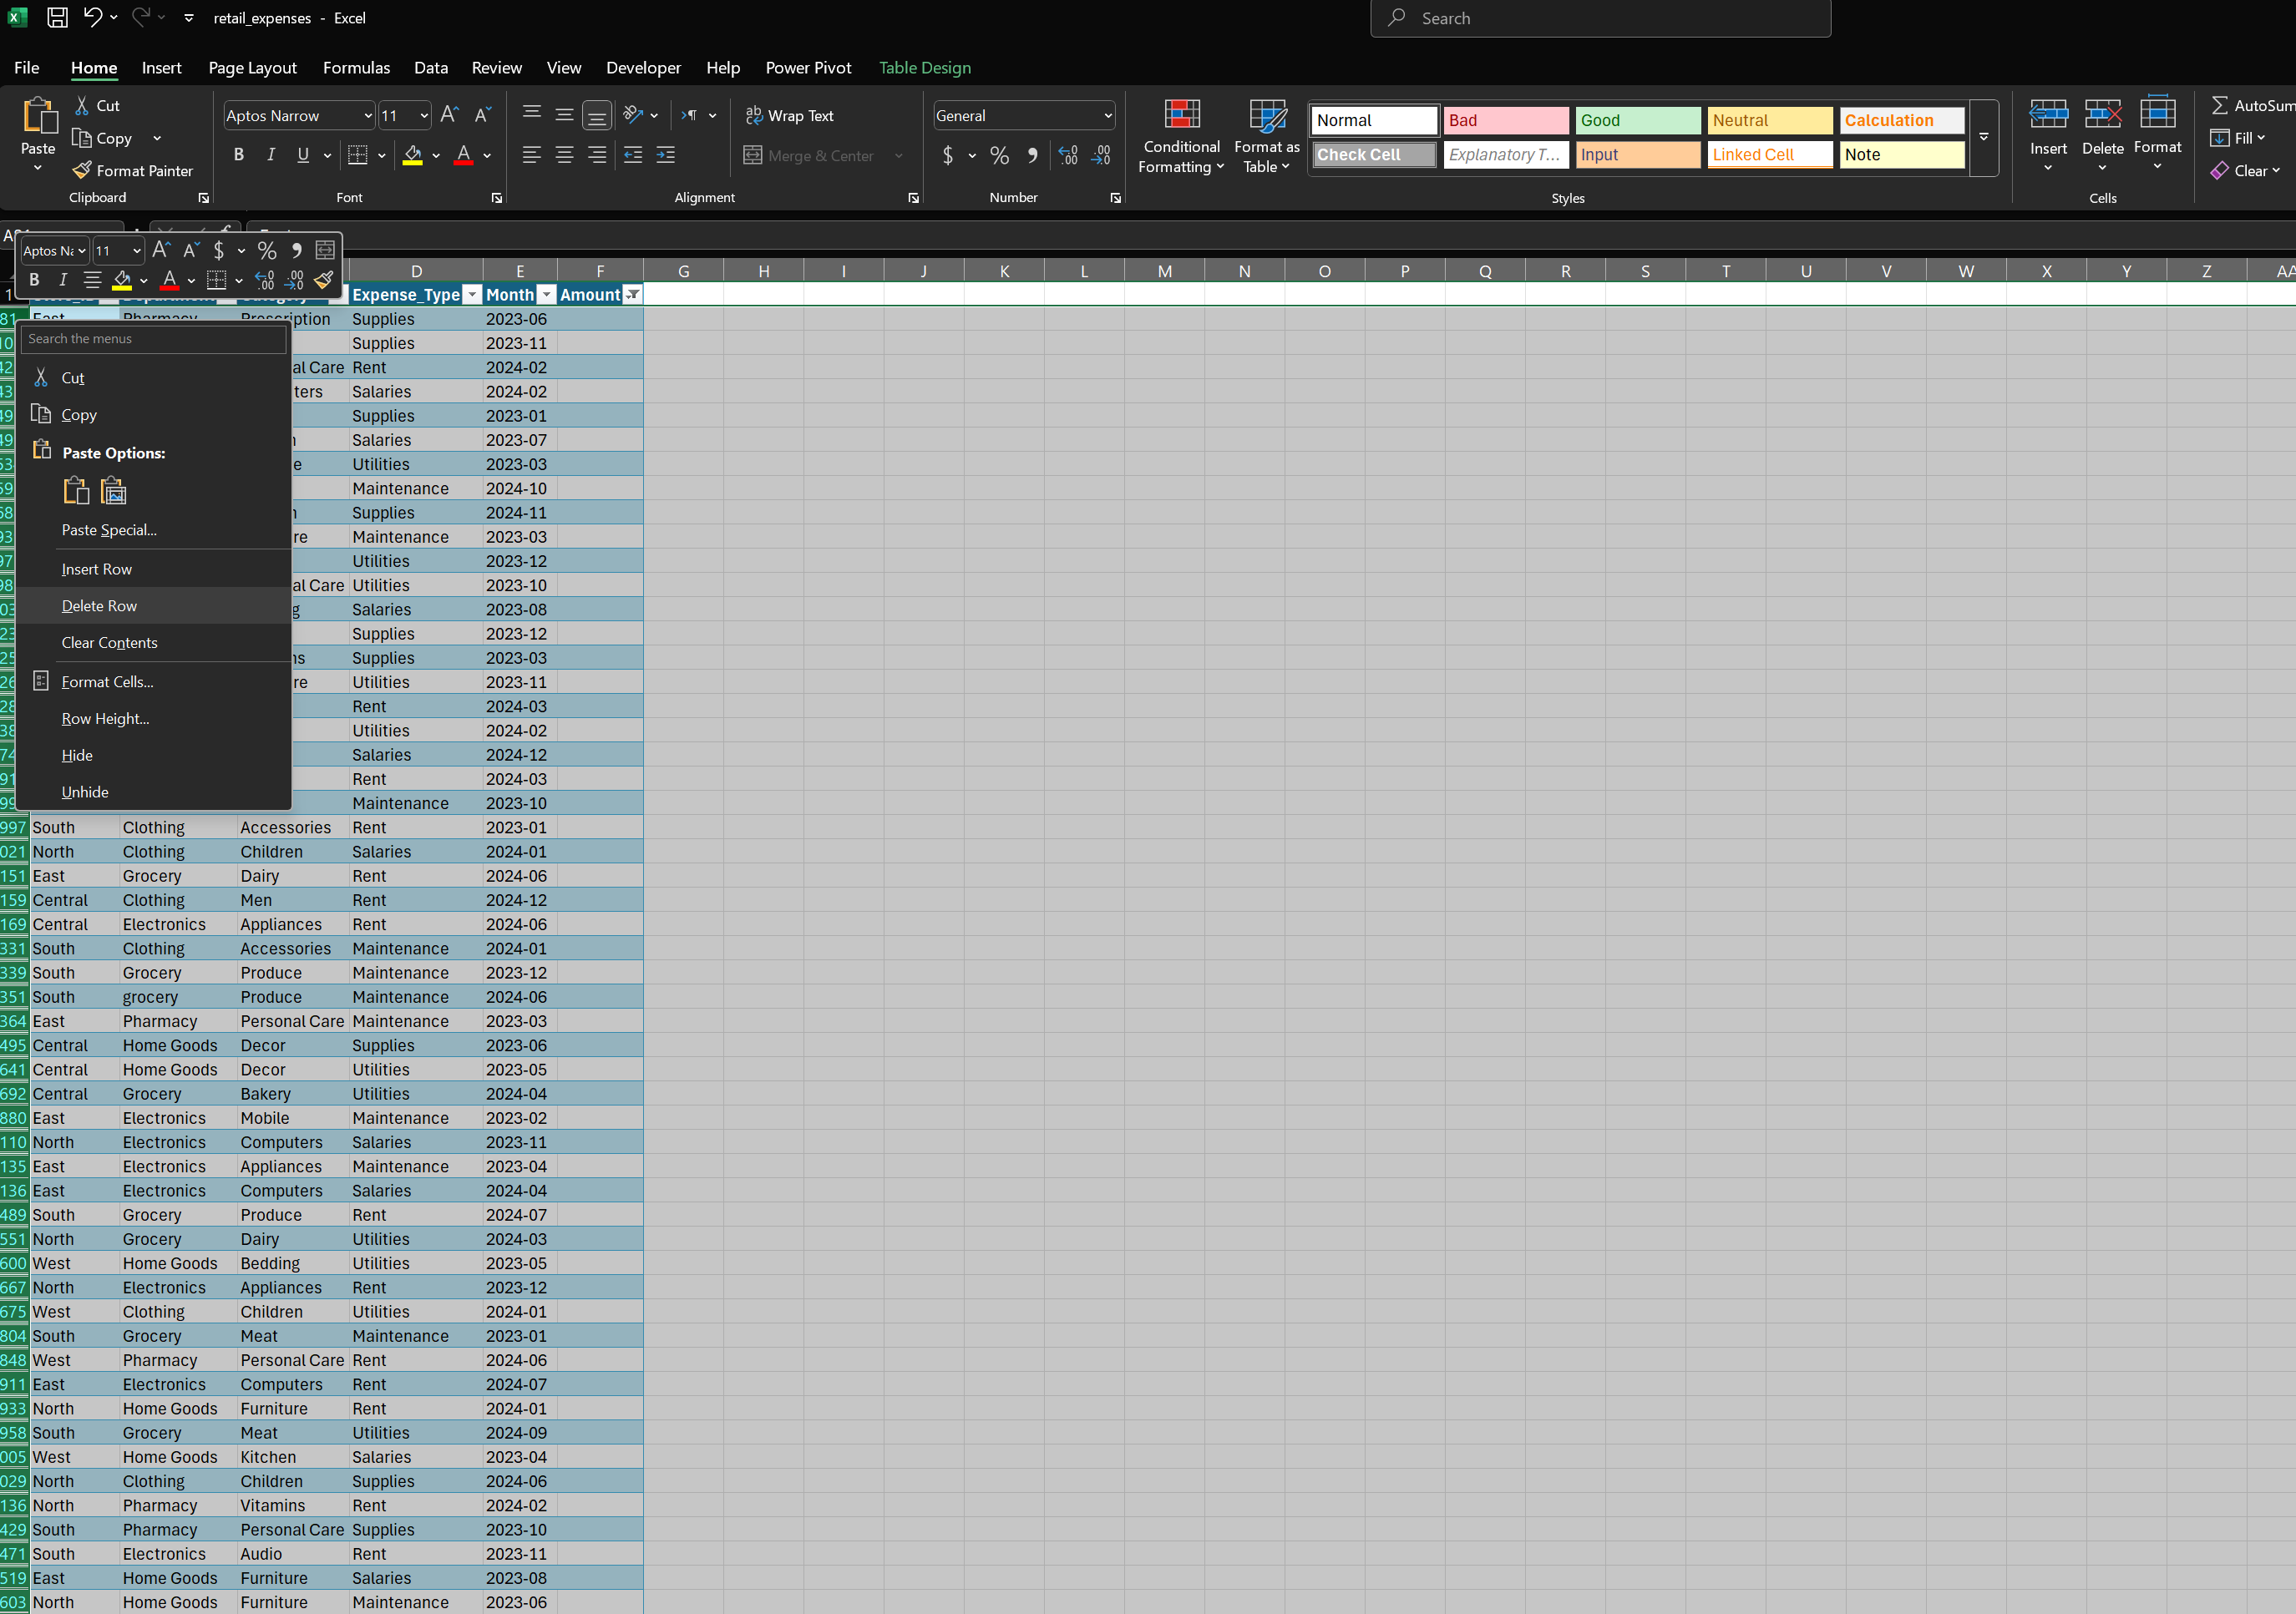 retail_expenses - Excel
Search
File Home Insert Page Layout Formulas Data Review View Developer Help Power Pivot Table Design
Paste
Cut
Copy
Format Painter
Clipboard
Aptos Narrow 11
B I U
Font
Wrap Text
Merge & Center
Alignment
General
$ % 9
Number
Conditional Formatting
Format as Table
Normal Bad Good Neutral Calculation
Check Cell Explanatory T... Input Linked Cell Note
Styles
Insert Delete Format
Cells
AutoSum
Fill
Clear
Aptos Na 11 $ %
B I
D E F G H I J K L M N O P Q R S T U V W X Y Z AA
1 Expense_Type Month Amount
81 East Pharmacy Prescription Supplies 2023-06
Supplies 2023-11
al Care Rent 2024-02
ters Salaries 2024-02
Supplies 2023-01
Salaries 2023-07
e Utilities 2023-03
Maintenance 2024-10
Supplies 2024-11
re Maintenance 2024-03
Utilities 2023-12
al Care Utilities 2023-10
g Salaries 2023-08
Supplies 2023-12
ns Supplies 2023-03
re Utilities 2023-11
Rent 2024-03
Utilities 2024-02
Salaries 2024-12
Rent 2024-03
Maintenance 2023-10
Search the menus
Cut
Copy
Paste Options:
Paste Special...
Insert Row
Delete Row
Clear Contents
Format Cells...
Row Height...
Hide
Unhide
997 South Clothing Accessories Rent 2023-01
021 North Clothing Children Salaries 2024-01
151 East Grocery Dairy Rent 2024-06
159 Central Clothing Men Rent 2024-12
169 Central Electronics Appliances Rent 2024-06
331 South Clothing Accessories Maintenance 2024-01
339 South Grocery Produce Maintenance 2023-12
351 South grocery Produce Maintenance 2024-06
364 East Pharmacy Personal Care Maintenance 2023-03
495 Central Home Goods Decor Supplies 2023-06
641 Central Home Goods Decor Utilities 2023-05
692 Central Grocery Bakery Utilities 2024-04
880 East Electronics Mobile Maintenance 2023-02
110 North Electronics Computers Salaries 2023-11
135 East Electronics Appliances Maintenance 2023-04
136 East Electronics Computers Salaries 2024-04
489 South Grocery Produce Rent 2024-07
551 North Grocery Dairy Utilities 2024-03
600 West Home Goods Bedding Utilities 2023-05
667 North Electronics Appliances Rent 2023-12
675 West Clothing Children Utilities 2024-01
804 South Grocery Meat Maintenance 2023-01
848 West Pharmacy Personal Care Rent 2024-06
911 East Electronics Computers Rent 2024-07
933 North Home Goods Furniture Rent 2024-01
958 South Grocery Meat Utilities 2024-09
005 West Home Goods Kitchen Salaries 2023-04
029 North Clothing Children Supplies 2024-06
136 North Pharmacy Vitamins Rent 2024-02
429 South Pharmacy Personal Care Supplies 2023-10
471 South Electronics Audio Rent 2023-11
519 East Home Goods Furniture Salaries 2023-08
603 North Home Goods Furniture Maintenance 2023-06